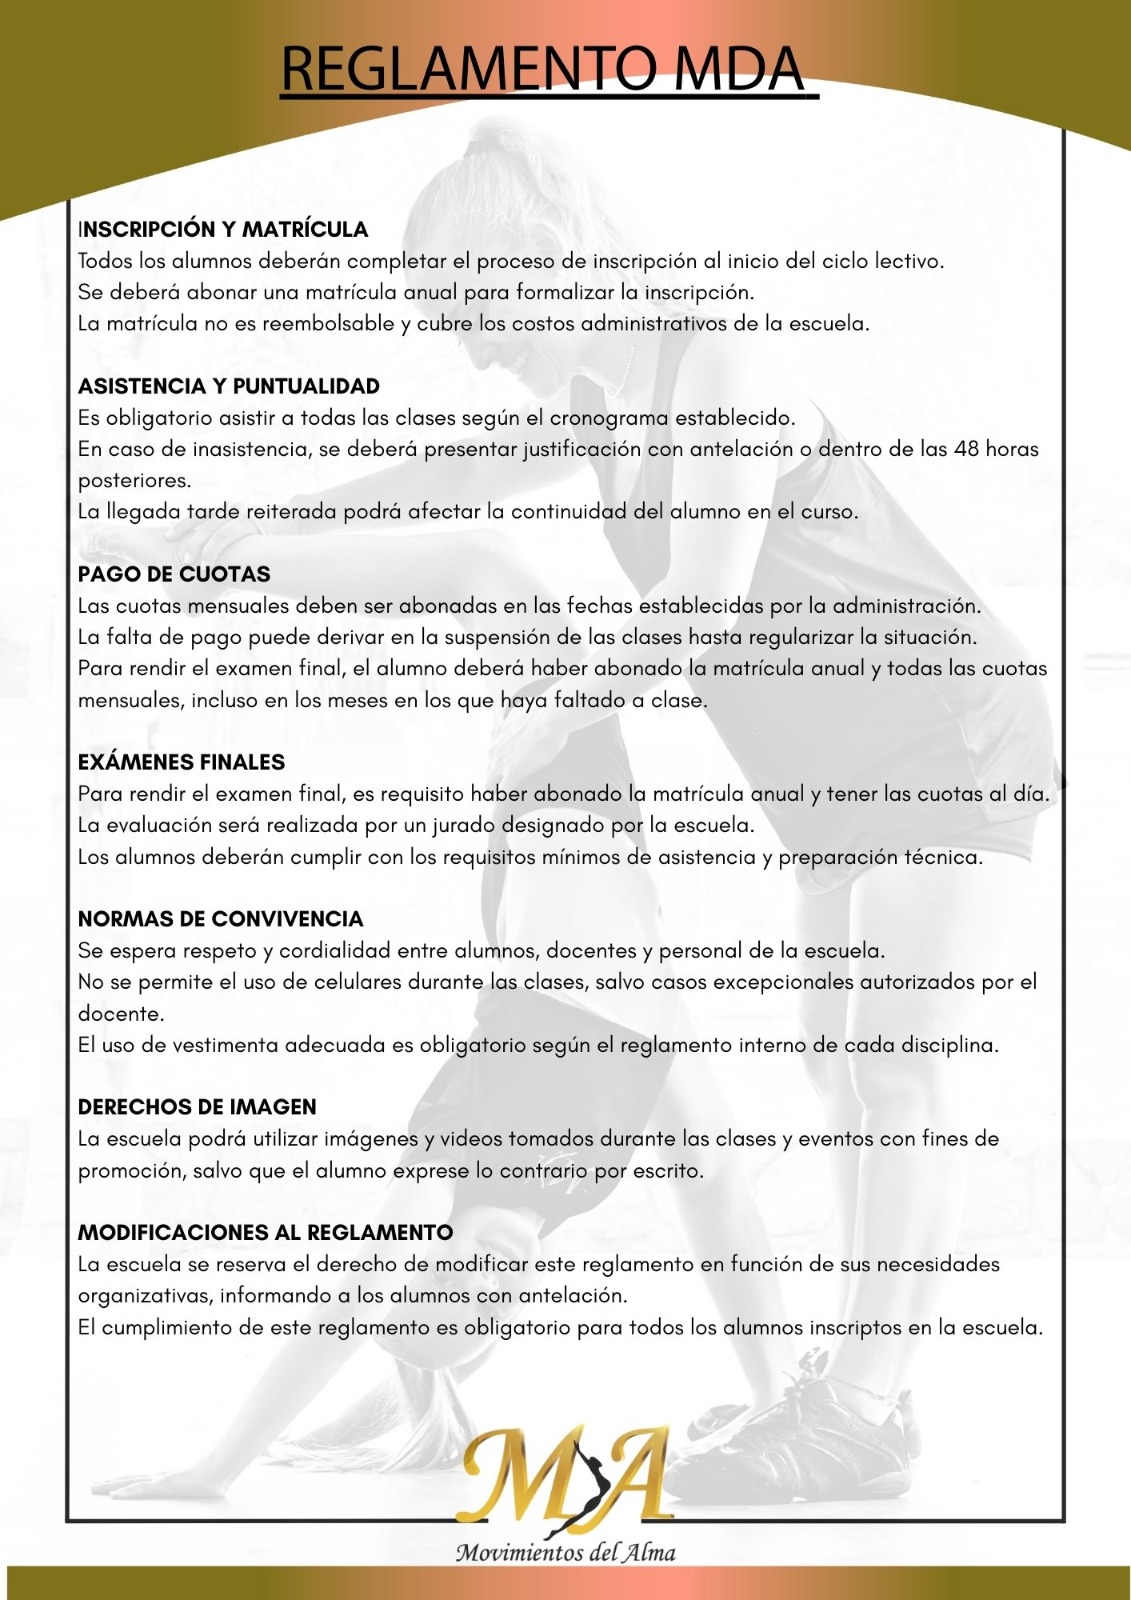 REGLAMENTO MDA
INSCRIPCIÓN Y MATRÍCULA
Todos los alumnos deberán completar el proceso de inscripción al inicio del ciclo lectivo.
Se deberá abonar una matrícula anual para formalizar la inscripción.
La matrícula no es reembolsable y cubre los costos administrativos de la escuela.
ASISTENCIA Y PUNTUALIDAD
Es obligatorio asistir a todas las clases según el cronograma establecido.
En caso de inasistencia, se deberá presentar justificación con antelación o dentro de las 48 horas
posteriores.
La llegada tarde reiterada podrá afectar la continuidad del alumno en el curso.
PAGO DE CUOTAS
Las cuotas mensuales deben ser abonadas en las fechas establecidas por la administración.
La falta de pago puede derivar en la suspensión de las clases hasta regularizar la situación.
Para rendir el examen final, el alumno deberá haber abonado la matrícula anual y todas las cuotas
mensuales, incluso en los meses en los que haya faltado a clase.
EXÁMENES FINALES
Para rendir el examen final, es requisito haber abonado la matrícula anual y tener las cuotas al día.
La evaluación será realizada por un jurado designado por la escuela.
Los alumnos deberán cumplir con los requisitos mínimos de asistencia y preparación técnica.
NORMAS DE CONVIVENCIA
Se espera respeto y cordialidad entre alumnos, docentes y personal de la escuela.
No se permite el uso de celulares durante las clases, salvo casos excepcionales autorizados por el
docente.
El uso de vestimenta adecuada es obligatorio según el reglamento interno de cada disciplina.
DERECHOS DE IMAGEN
La escuela podrá utilizar imágenes y videos tomados durante las clases y eventos con fines de
promoción, salvo que el alumno exprese lo contrario por escrito.
MODIFICACIONES AL REGLAMENTO
La escuela se reserva el derecho de modificar este reglamento en función de sus necesidades
organizativas, informando a los alumnos con antelación.
El cumplimiento de este reglamento es obligatorio para todos los alumnos inscriptos en la escuela.
MA
Movimientos del Alma